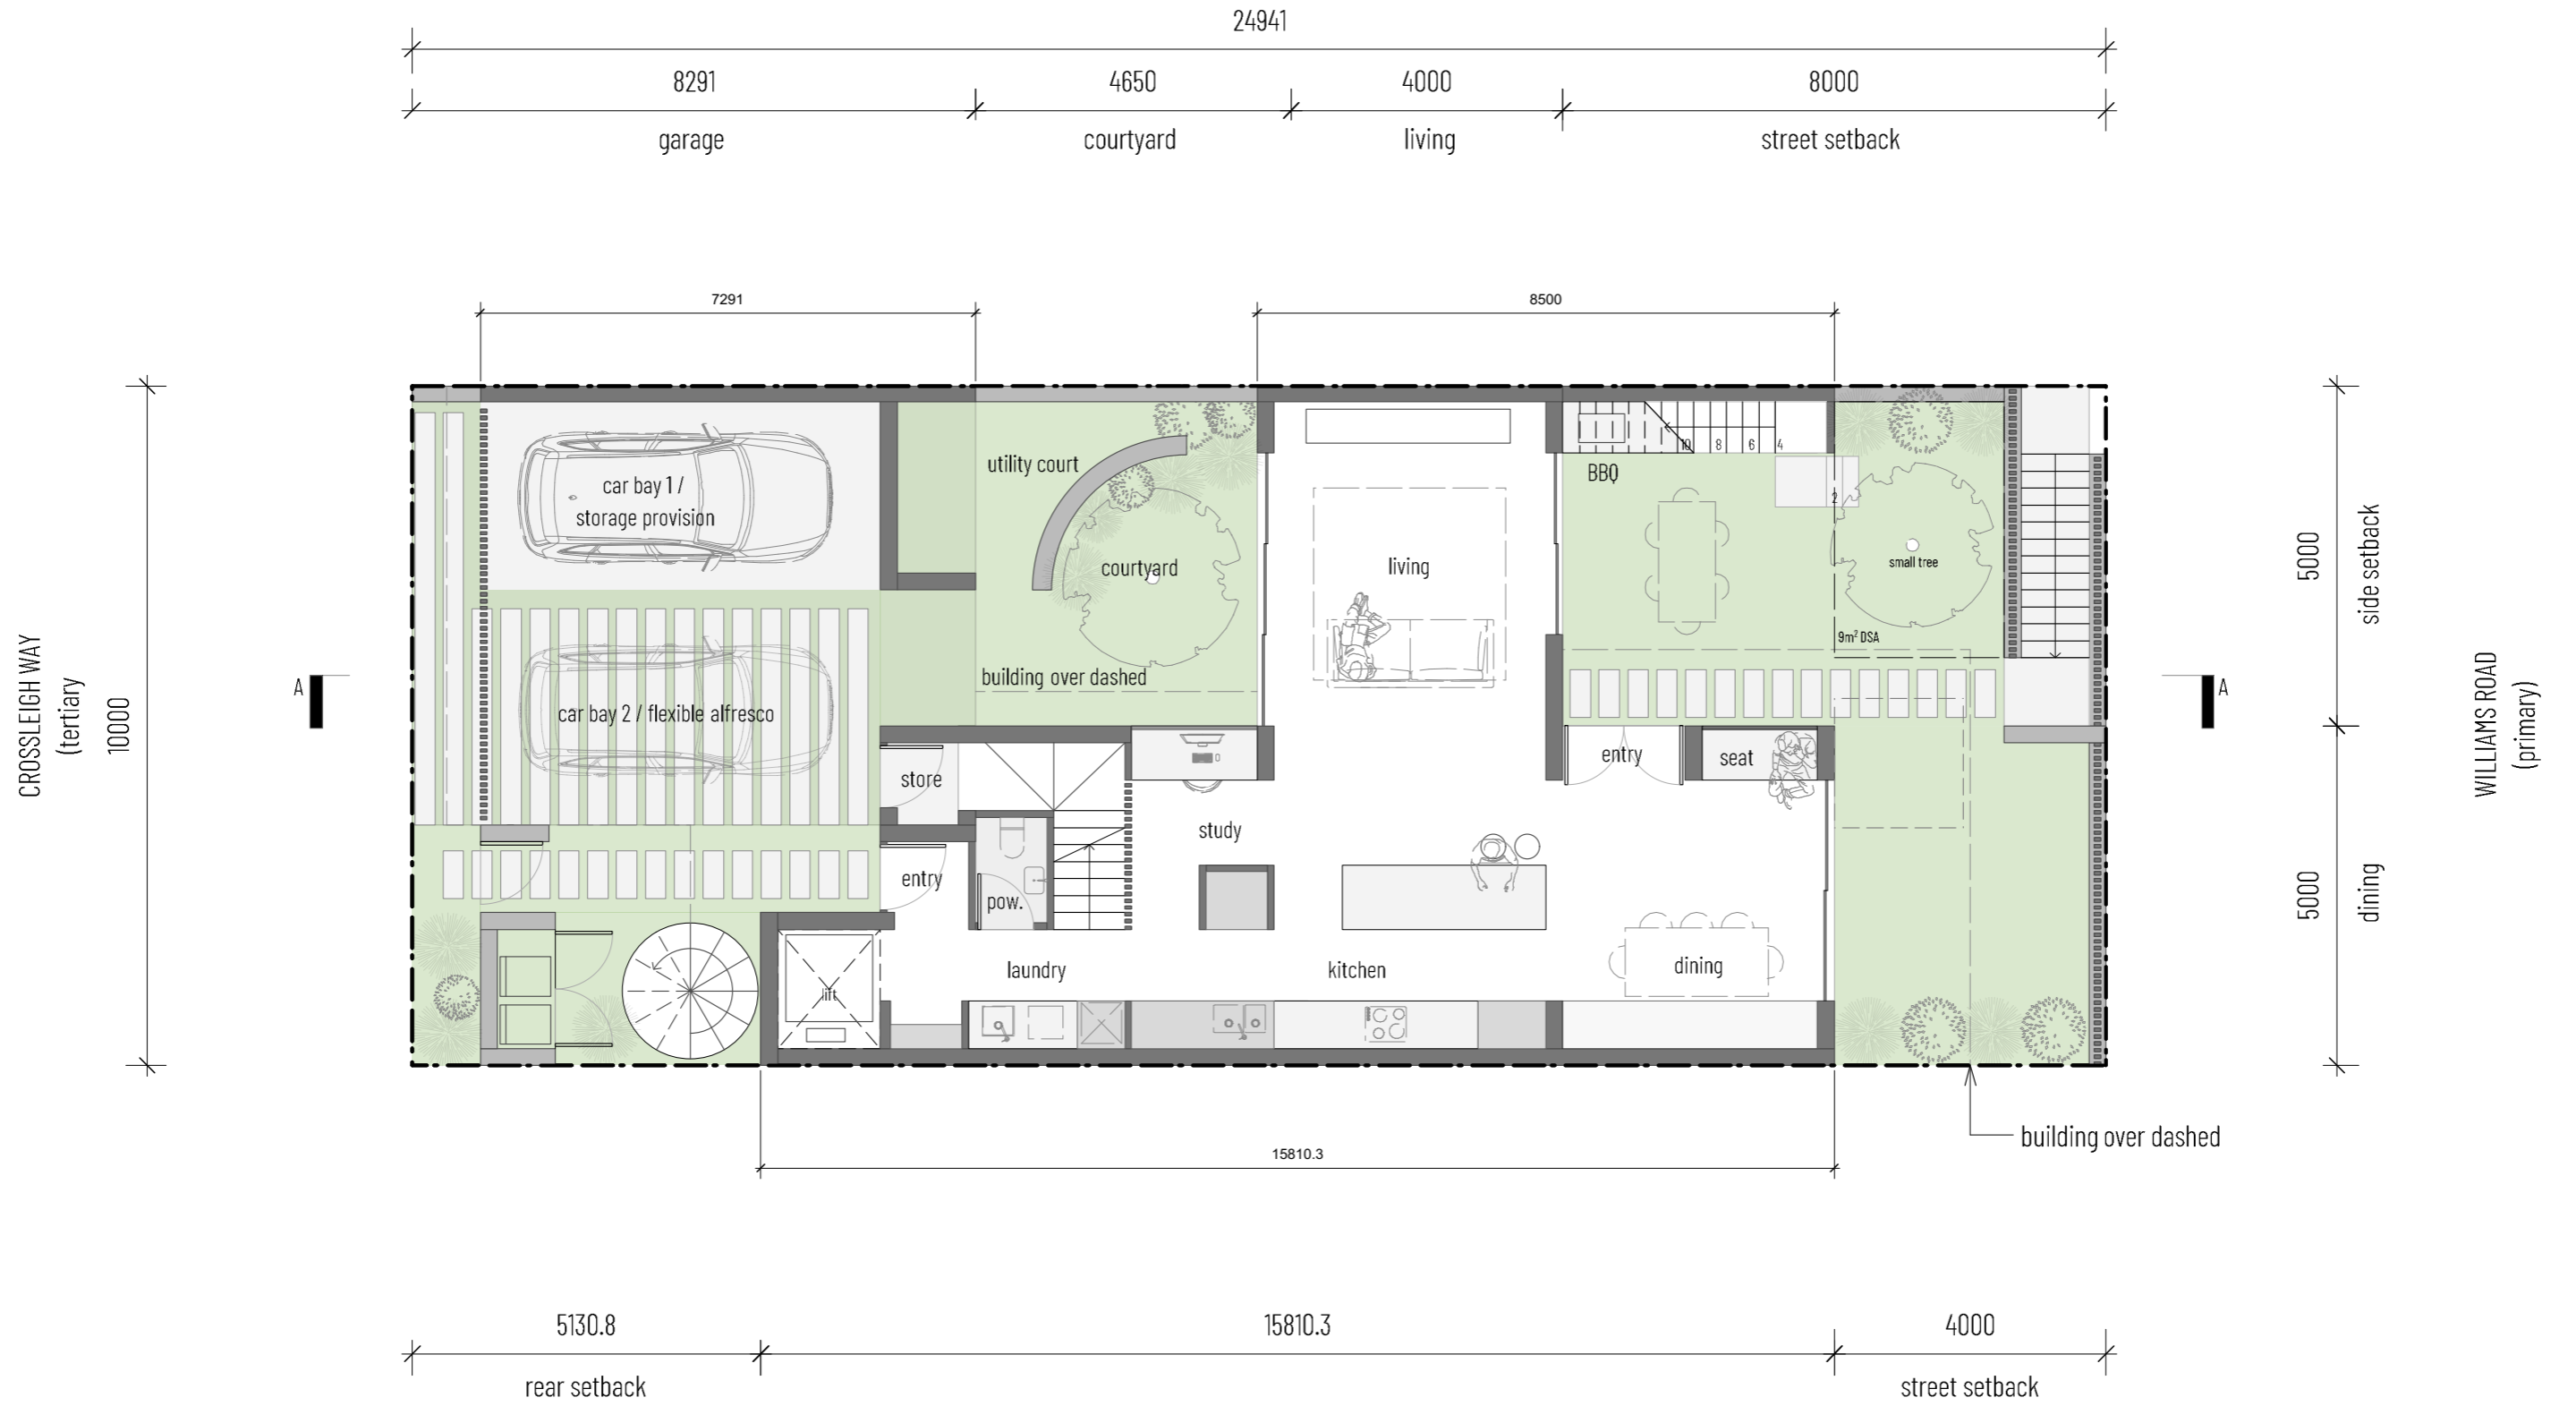 24941
8291
4650
4000
8000
garage
courtyard
living
street setback
7291
8500
CROSSLEIGH WAY
(tertiary
10000
A
car bay 1 /
storage provision
utility court
courtyard
building over dashed
car bay 2 / flexible alfresco
living
BBQ
10
8
6
4
2
small tree
9m² DSA
5000
side setback
WILLIAMS ROAD
(primary)
A
store
entry
seat
study
entry
pow.
lift
laundry
kitchen
dining
5000
dining
building over dashed
15810.3
5130.8
15810.3
4000
rear setback
street setback